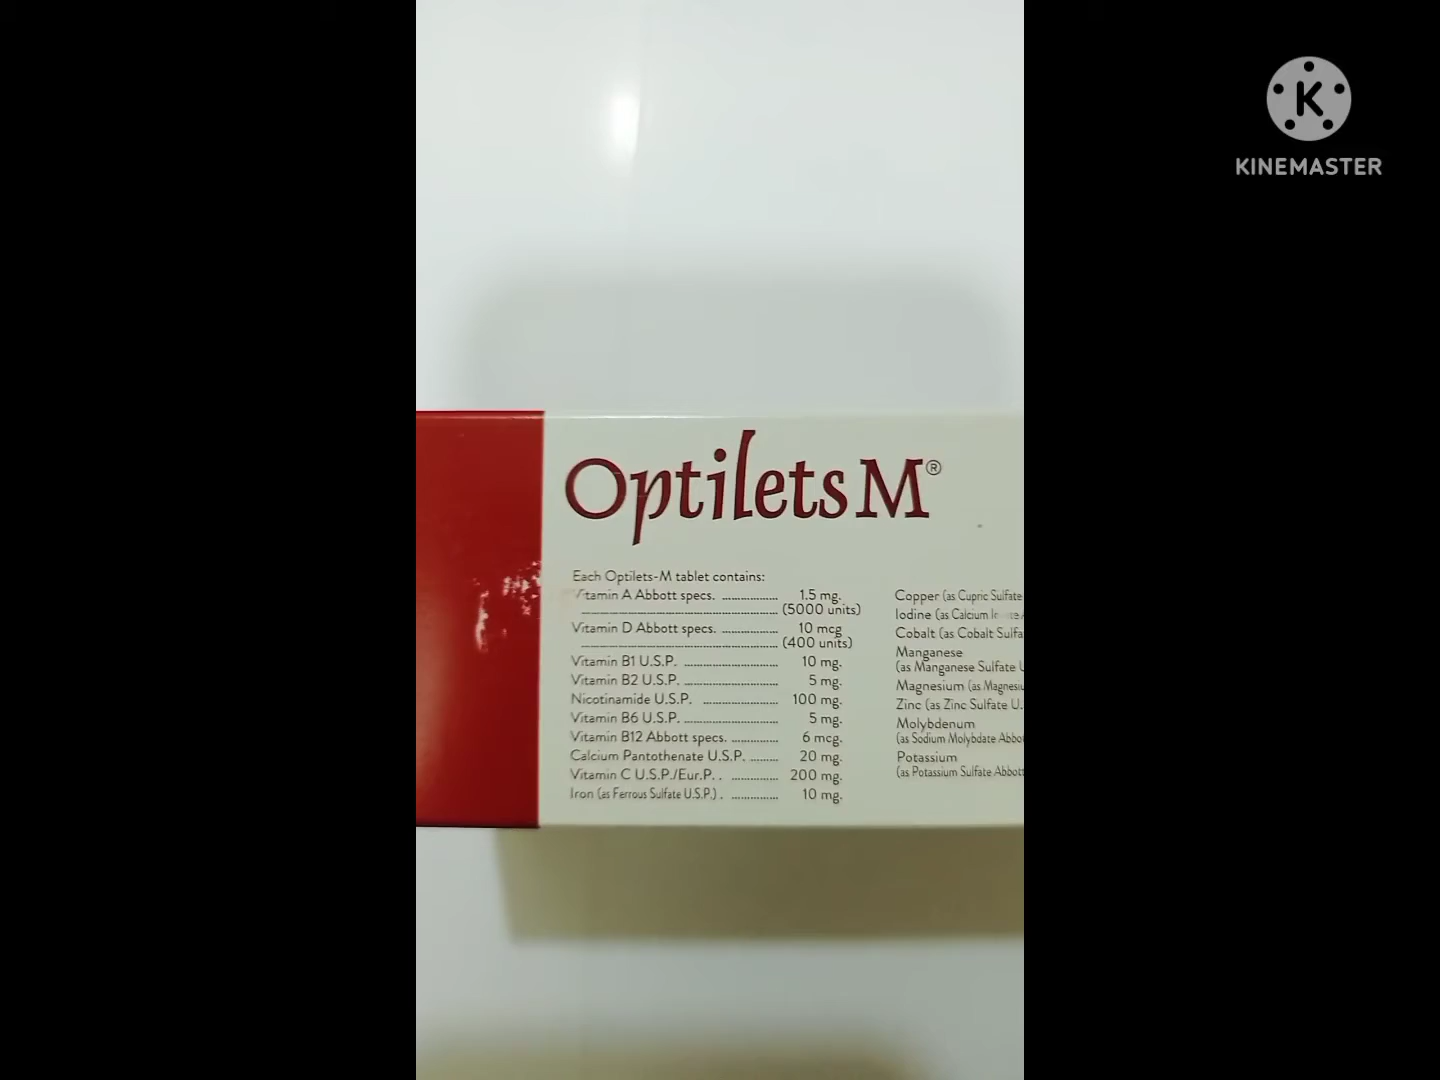 KINEMASTER
Optilets M®
Each Optilets-M tablet contains:
Vitamin A Abbott specs. .................. 1.5 mg.
.................................................................. (5000 units)
Vitamin D Abbott specs. .................. 10 mcg
.................................................................. (400 units)
Vitamin B1 U.S.P. ............................... 10 mg.
Vitamin B2 U.S.P. ............................... 5 mg.
Nicotinamide U.S.P. ......................... 100 mg.
Vitamin B6 U.S.P. ............................... 5 mg.
Vitamin B12 Abbott specs. ............... 6 mcg.
Calcium Pantothenate U.S.P. ......... 20 mg.
Vitamin C U.S.P./Eur.P. . ............... 200 mg.
Iron (as Ferrous Sulfate U.S.P.) . ............... 10 mg.
Copper (as Cupric Sulfate
Iodine (as Calcium
Cobalt (as Cobalt
Manganese
(as Manganese Sulfate
Magnesium (as
Zinc (as Zinc Sulfate U.
Molybdenum
(as Sodium Molybdate
Potassium
(as Potassium Sulfate Abbott